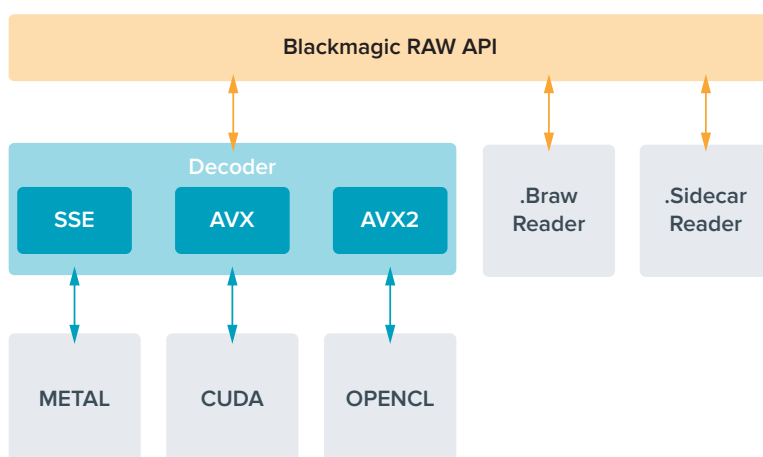 Blackmagic RAW API
Decoder
SSE
AVX
AVX2
.Braw
Reader
.Sidecar
Reader
METAL
CUDA
OPENCL